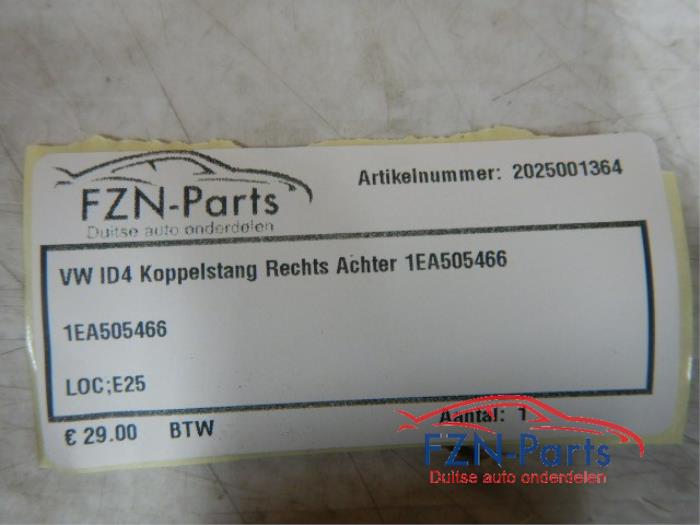 FZN-Parts
Duitse auto onderdelen
Artikelnummer: 2025001364
VW ID4 Koppelstang Rechts Achter 1EA505466
1EA505466
LOC;E25
Aantal: 1
€ 29.00 BTW
FZN-Parts
Duitse auto onderdelen